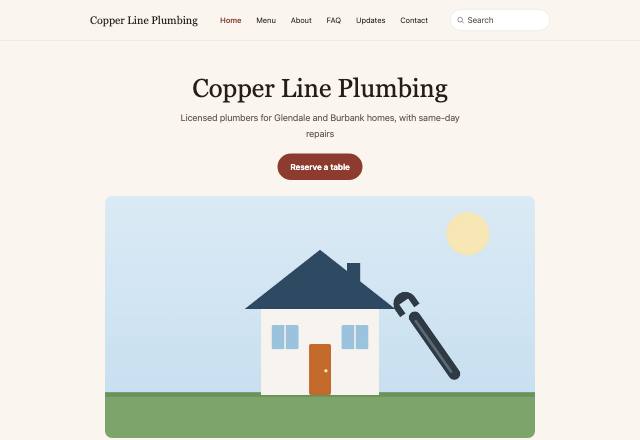 Copper Line Plumbing
Home Menu About FAQ Updates Contact Search
Copper Line Plumbing
Licensed plumbers for Glendale and Burbank homes, with same-day
repairs
Reserve a table